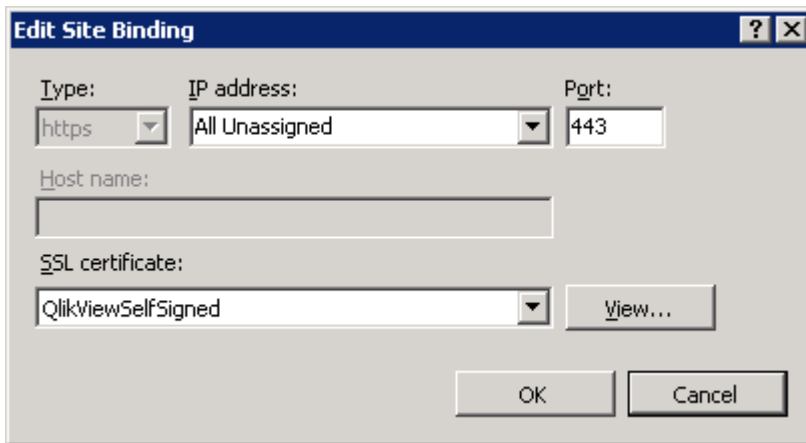 Edit Site Binding
Type: IP address: Port:
https All Unassigned 443
Host name:
SSL certificate:
QlikViewSelfSigned View...
OK Cancel